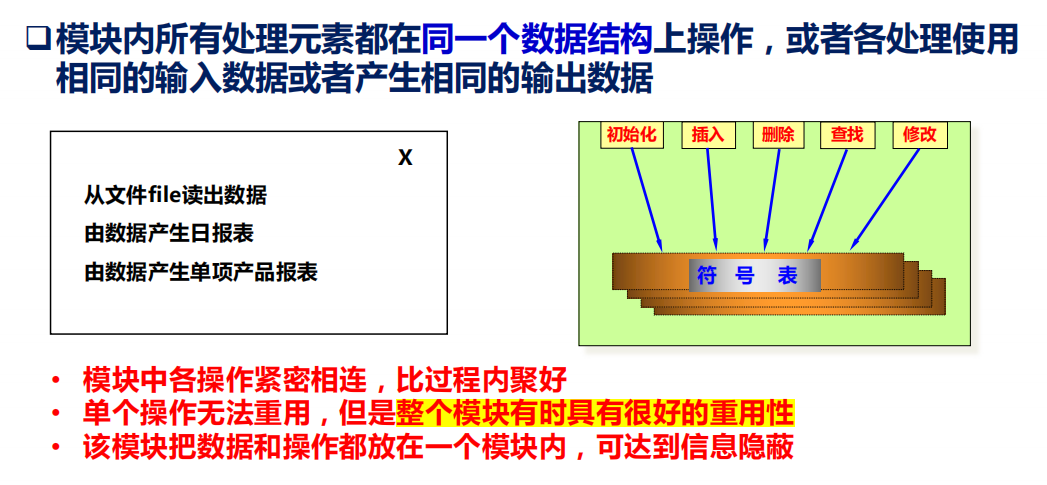 ❑模块内所有处理元素都在同一个数据结构上操作，或者各处理使用
相同的输入数据或者产生相同的输出数据
X
从文件file读出数据
由数据产生日报表
由数据产生单项产品报表
初始化 插入 删除 查找 修改
符 号 表
• 模块中各操作紧密相连，比过程内聚好
• 单个操作无法重用，但是整个模块有时具有很好的重用性
• 该模块把数据和操作都放在一个模块内，可达到信息隐蔽